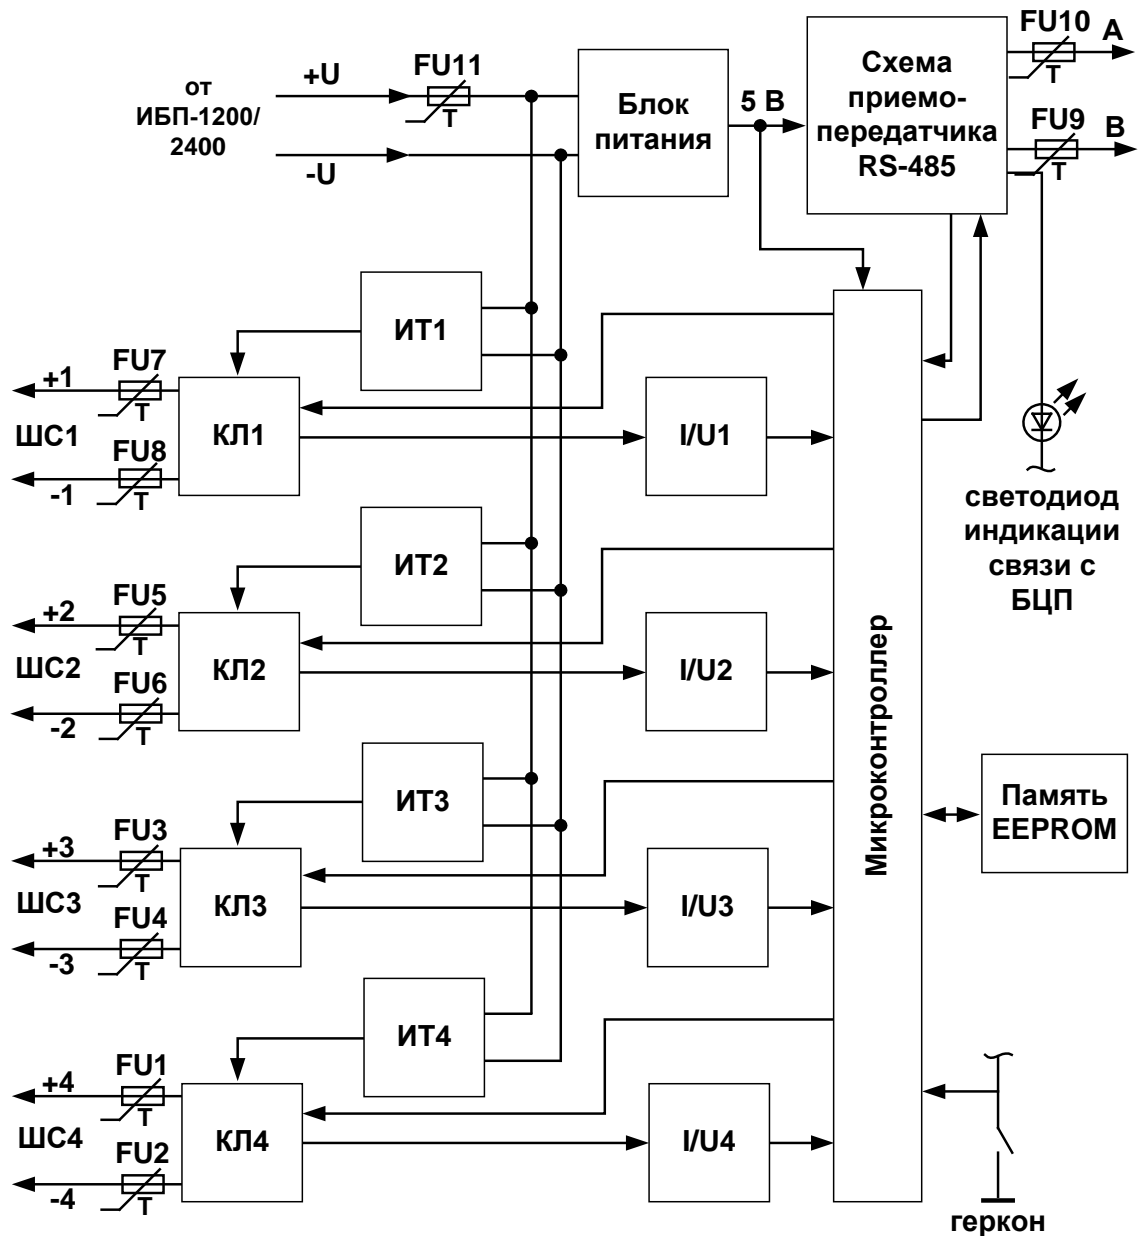 от
ИБП-1200/
2400
+U
-U
FU11
T
Блок
питания
5 В
Схема
приемо-
передатчика
RS-485
FU10
A
T
FU9
B
T
ИТ1
FU7
+1
T
ШС1
FU8
-1
T
КЛ1
I/U1
светодиод
индикации
связи с
БЦП
ИТ2
FU5
+2
T
ШС2
FU6
-2
T
КЛ2
I/U2
Микроконтроллер
ИТ3
FU3
+3
T
ШС3
FU4
-3
T
КЛ3
I/U3
Память
EEPROM
ИТ4
FU1
+4
T
ШС4
FU2
-4
T
КЛ4
I/U4
геркон